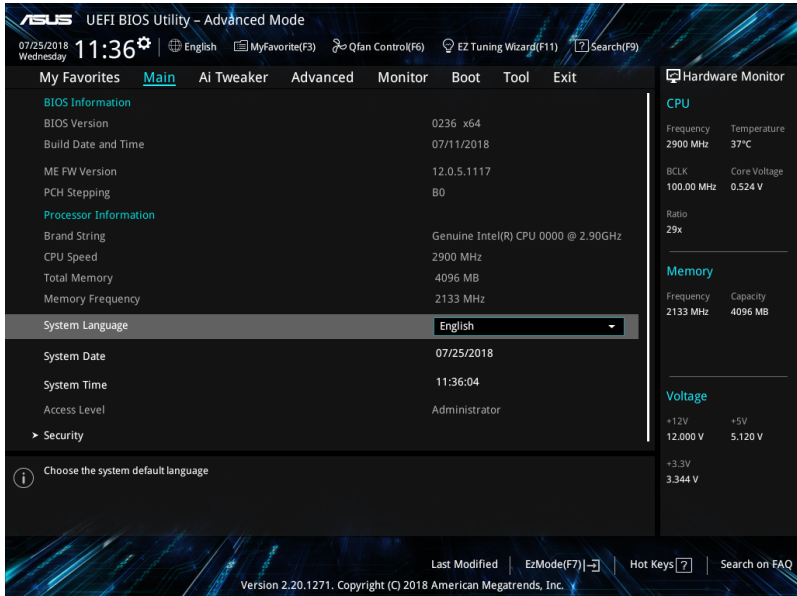 ASUS UEFI BIOS Utility – Advanced Mode
07/25/2018 Wednesday 11:36 English MyFavorite(F3) Qfan Control(F6) EZ Tuning Wizard(F11) ? Search(F9)
My Favorites Main Ai Tweaker Advanced Monitor Boot Tool Exit
BIOS Information
BIOS Version 0236 x64
Build Date and Time 07/11/2018
ME FW Version 12.0.5.1117
PCH Stepping B0
Processor Information
Brand String Genuine Intel(R) CPU 0000 @ 2.90GHz
CPU Speed 2900 MHz
Total Memory 4096 MB
Memory Frequency 2133 MHz
System Language English
System Date 07/25/2018
System Time 11:36:04
Access Level Administrator
> Security
i Choose the system default language
Hardware Monitor
CPU
Frequency Temperature
2900 MHz 37°C
BCLK Core Voltage
100.00 MHz 0.524 V
Ratio
29x
Memory
Frequency Capacity
2133 MHz 4096 MB
Voltage
+12V +5V
12.000 V 5.120 V
+3.3V
3.344 V
Last Modified EzMode(F7) Hot Keys ? Search on FAQ
Version 2.20.1271. Copyright (C) 2018 American Megatrends, Inc.